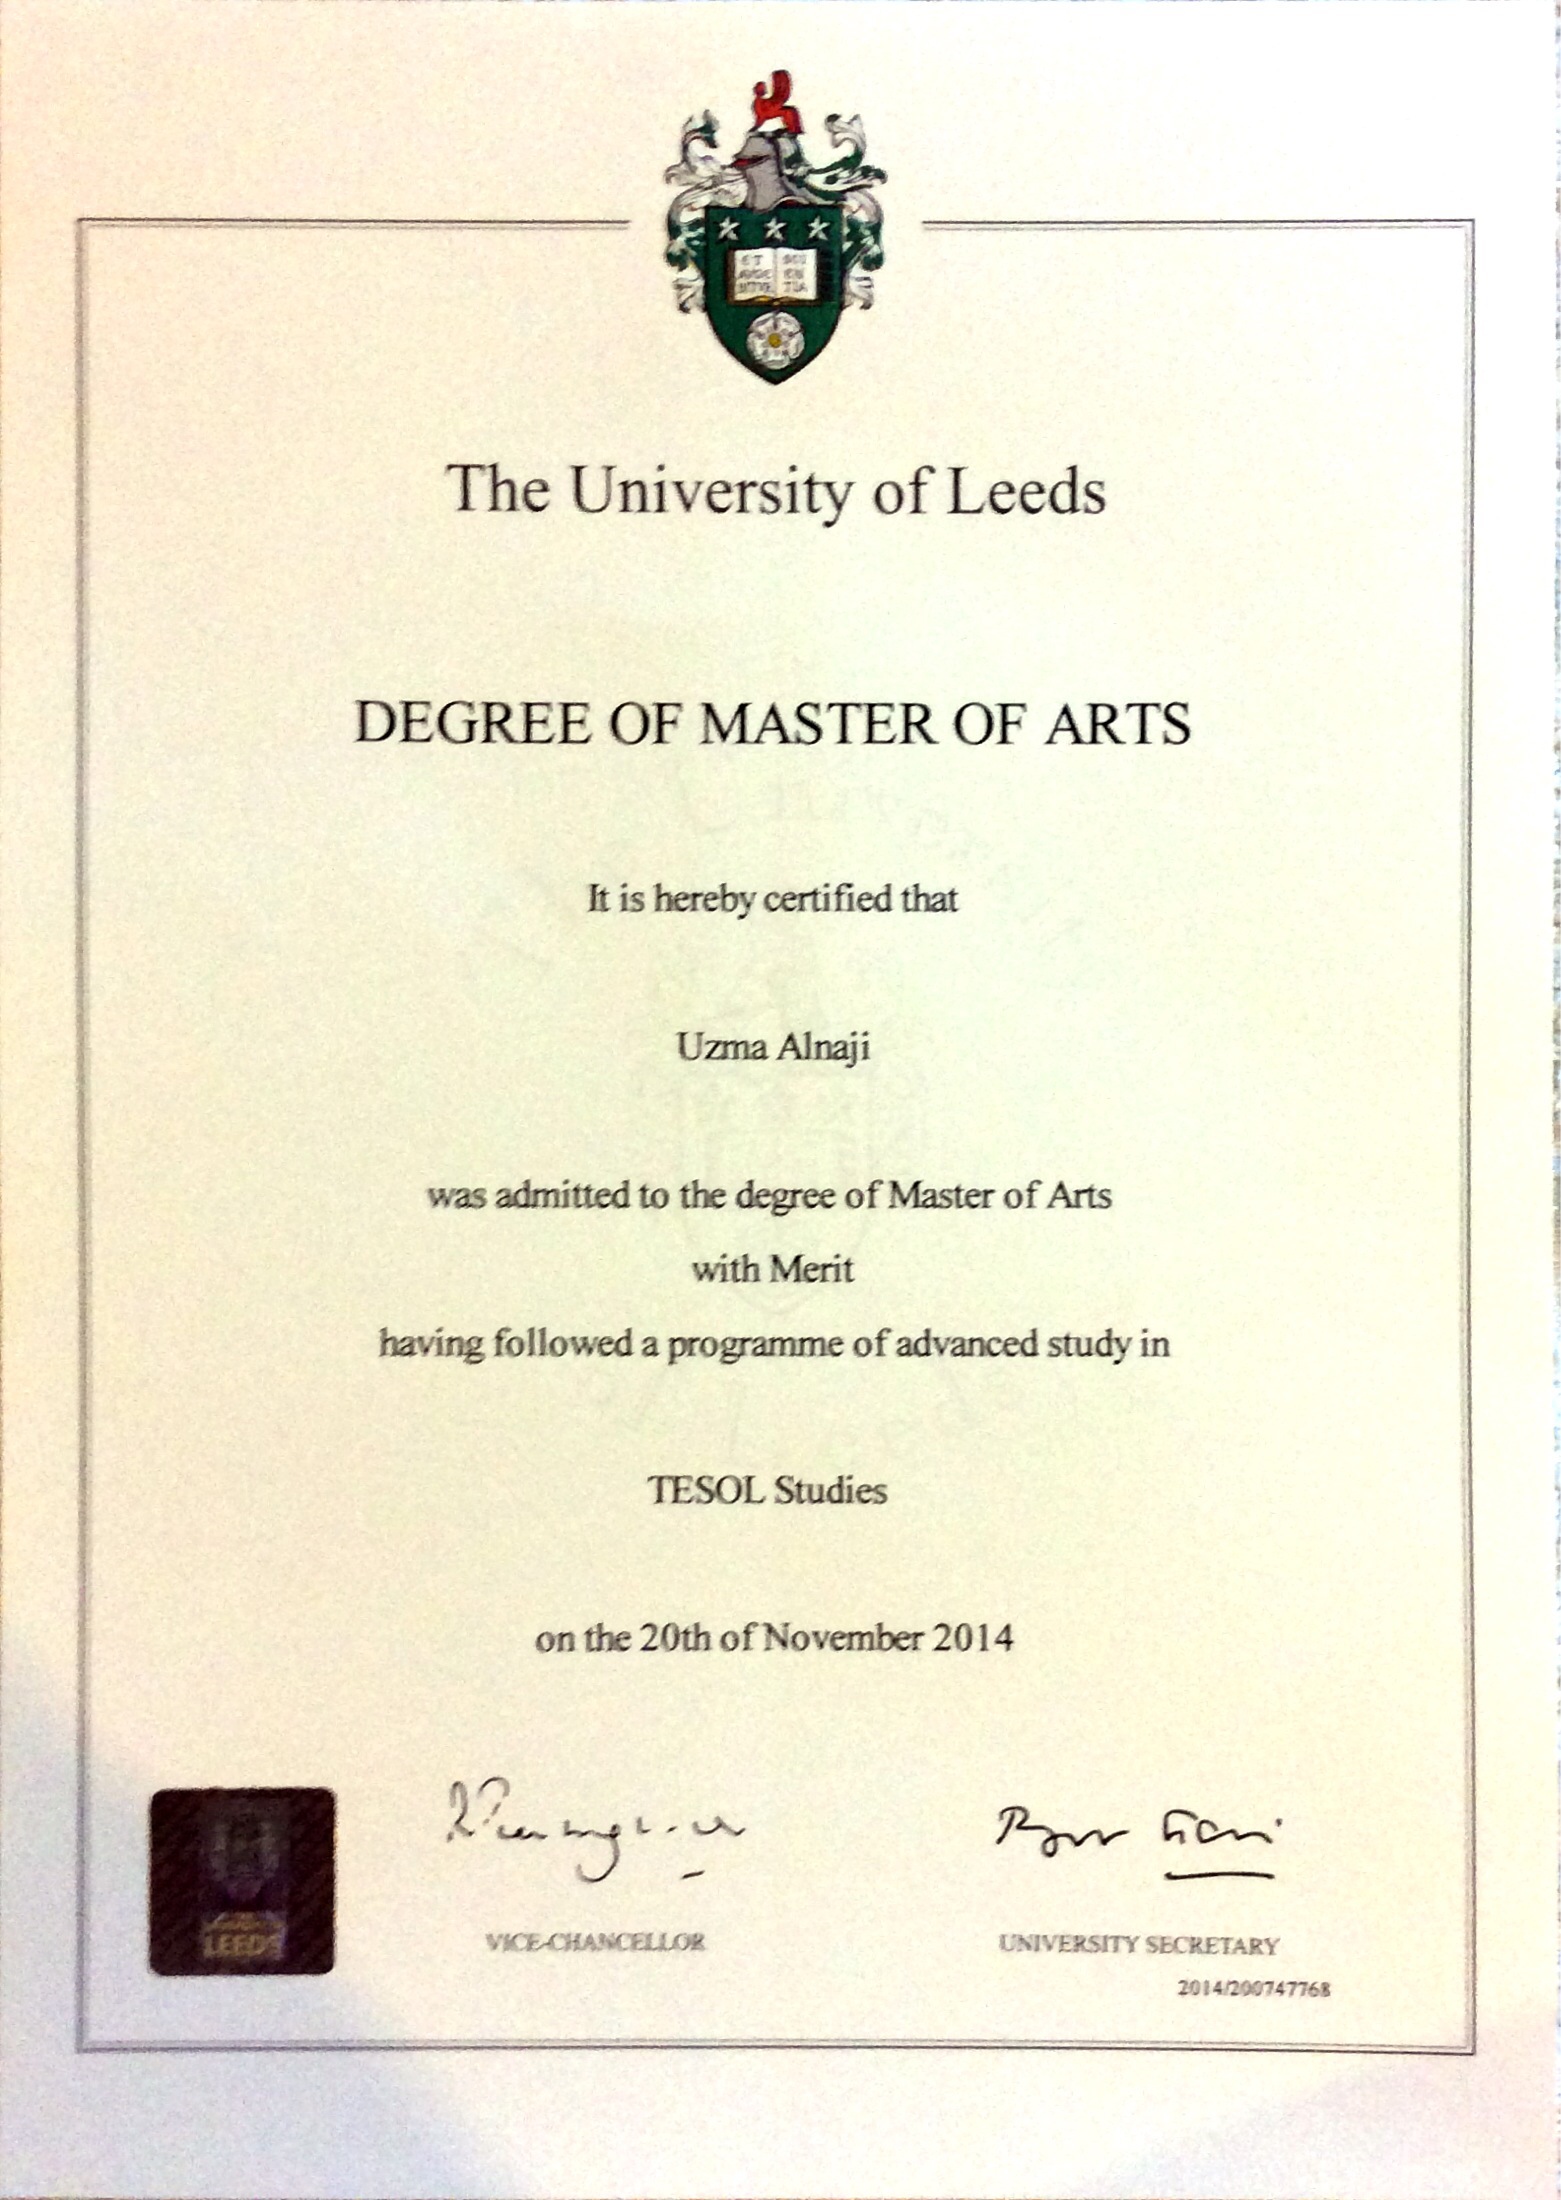 ET SCI
AUGE EN
BITUR TIA
The University of Leeds
DEGREE OF MASTER OF ARTS
It is hereby certified that
Uzma Alnaji
was admitted to the degree of Master of Arts
with Merit
having followed a programme of advanced study in
TESOL Studies
on the 20th of November 2014
LEEDS
VICE-CHANCELLOR
UNIVERSITY SECRETARY
2014/200747768